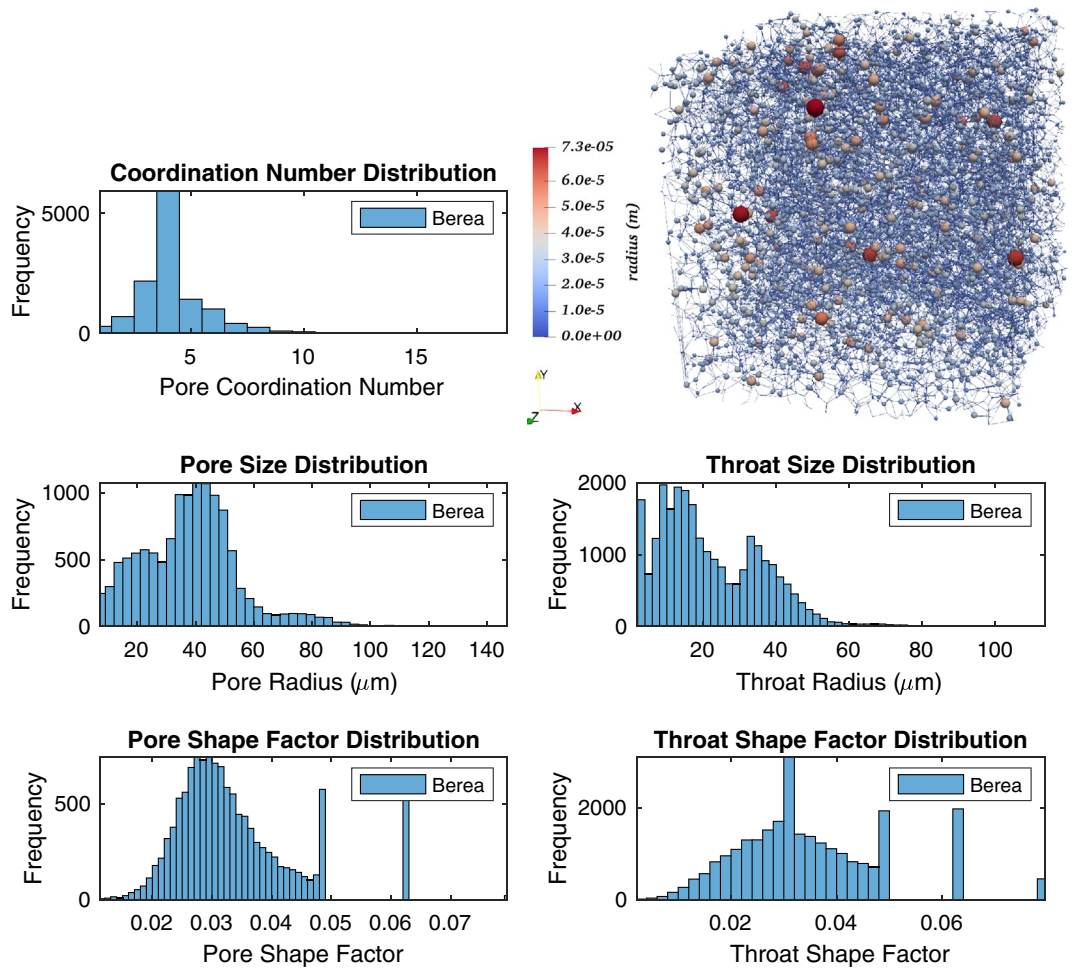 Coordination Number Distribution
Frequency
5000
0
Berea
5
10
15
Pore Coordination Number
7.3e-05
6.0e-5
5.0e-5
4.0e-5
3.0e-5
2.0e-5
1.0e-5
0.0e+00
radius (m)
Y
Z
X
Pore Size Distribution
Frequency
1000
500
0
Berea
20
40
60
80
100
120
140
Pore Radius (μm)
Throat Size Distribution
Frequency
2000
1000
0
Berea
20
40
60
80
100
Throat Radius (μm)
Pore Shape Factor Distribution
Frequency
500
0
Berea
0.02
0.03
0.04
0.05
0.06
0.07
Pore Shape Factor
Throat Shape Factor Distribution
Frequency
2000
0
Berea
0.02
0.04
0.06
Throat Shape Factor